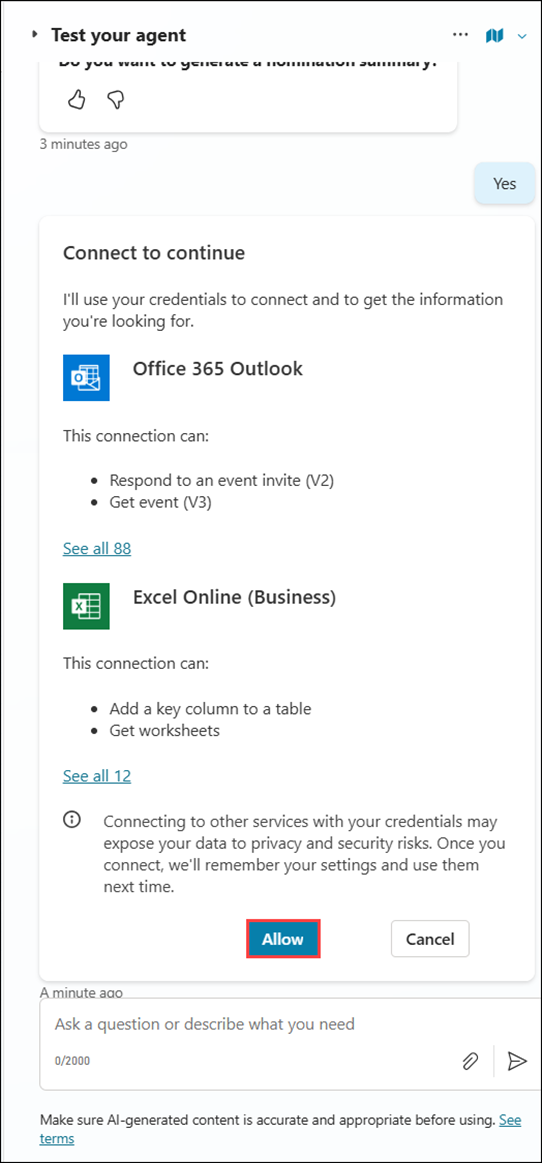 Test your agent
Do you want to generate a nomination summary?
3 minutes ago
Yes
Connect to continue
I'll use your credentials to connect and to get the information
you're looking for.
Office 365 Outlook
This connection can:
Respond to an event invite (V2)
Get event (V3)
See all 88
Excel Online (Business)
This connection can:
Add a key column to a table
Get worksheets
See all 12
Connecting to other services with your credentials may
expose your data to privacy and security risks. Once you
connect, we'll remember your settings and use them
next time.
Allow
Cancel
A minute ago
Ask a question or describe what you need
0/2000
Make sure AI-generated content is accurate and appropriate before using. See
terms